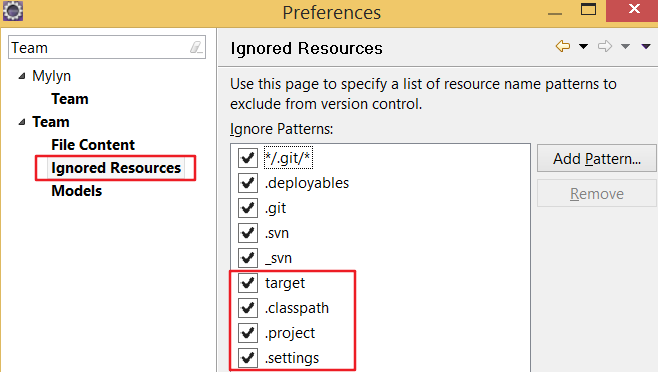 Preferences
Team
Mylyn
Team
Team
File Content
Ignored Resources
Models
Ignored Resources
Use this page to specify a list of resource name patterns to
exclude from version control.
Ignore Patterns:
*/.git/*
.deployables
.git
.svn
_svn
target
.classpath
.project
.settings
Add Pattern...
Remove